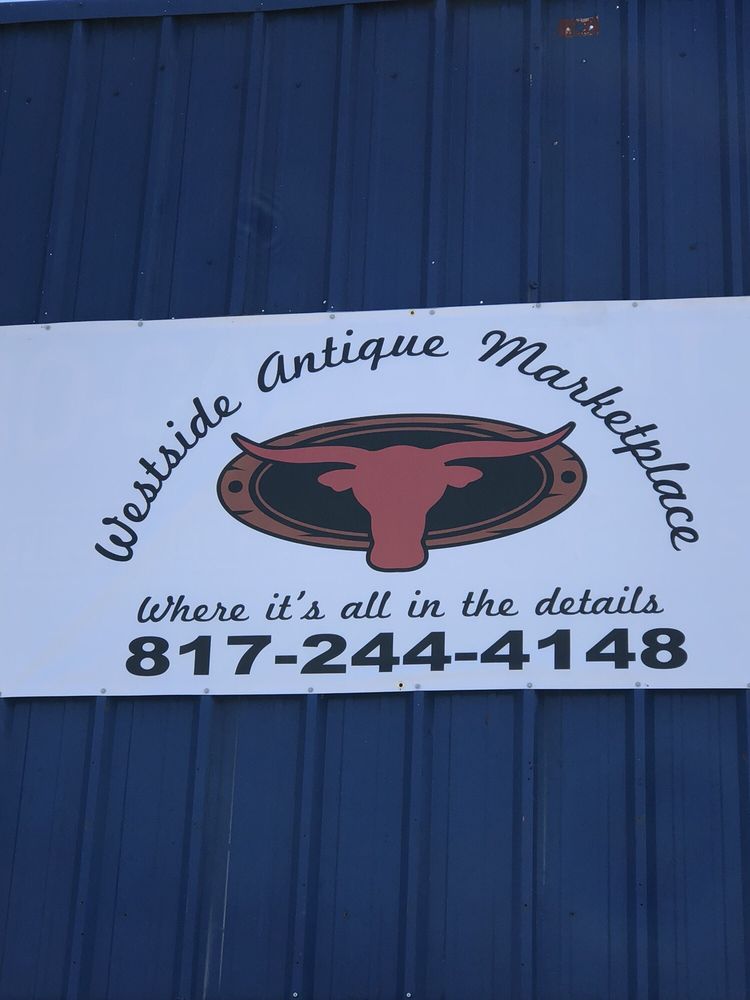 Westside Antique Marketplace
Where it's all in the details
817-244-4148